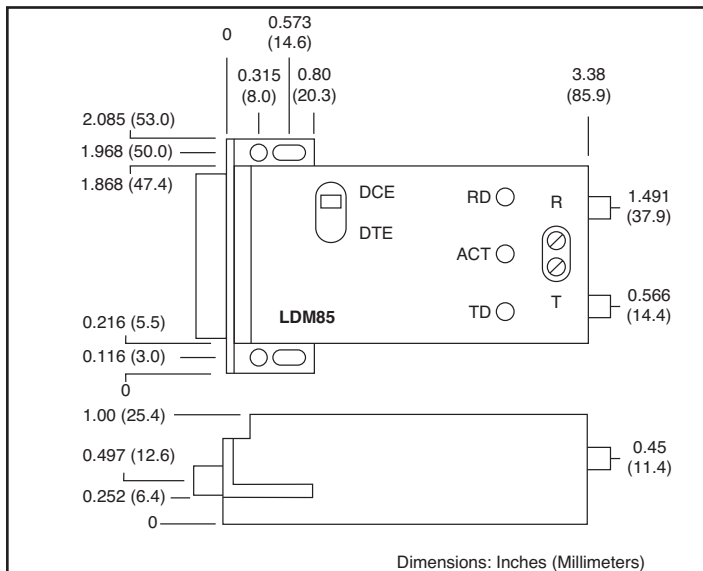 0
0.573
(14.6)
0.315
(8.0)
0.80
(20.3)
3.38
(85.9)
2.085 (53.0)
1.968 (50.0)
1.868 (47.4)
DCE
DTE
RD
R
1.491
(37.9)
ACT
TD
T
0.566
(14.4)
LDM85
0.216 (5.5)
0.116 (3.0)
0
1.00 (25.4)
0.497 (12.6)
0.252 (6.4)
0
0.45
(11.4)
Dimensions: Inches (Millimeters)